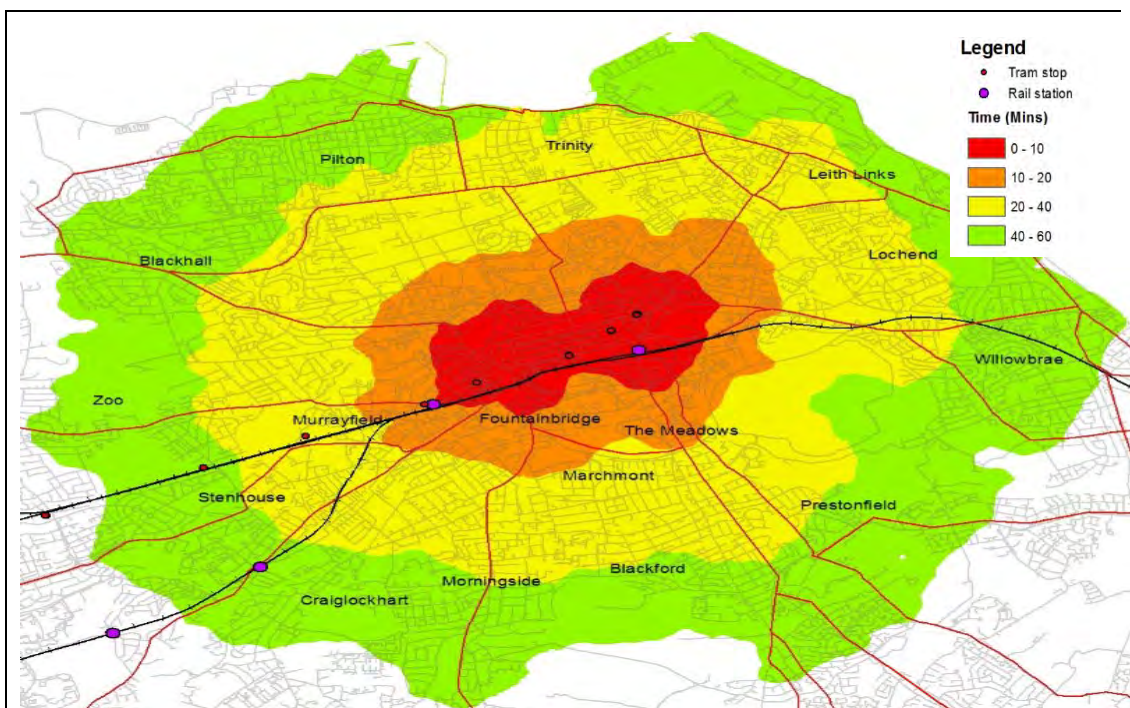 Legend
Tram stop
Rail station
Time (Mins)
0 - 10
10 - 20
20 - 40
40 - 60
Trinity
Pilton
Leith Links
Lochend
Blackhall
Willowbrae
Zoo
Murrayfield
Fountainbridge
The Meadows
Marchmont
Stenhouse
Prestonfield
Blackford
Morningside
Craiglockhart